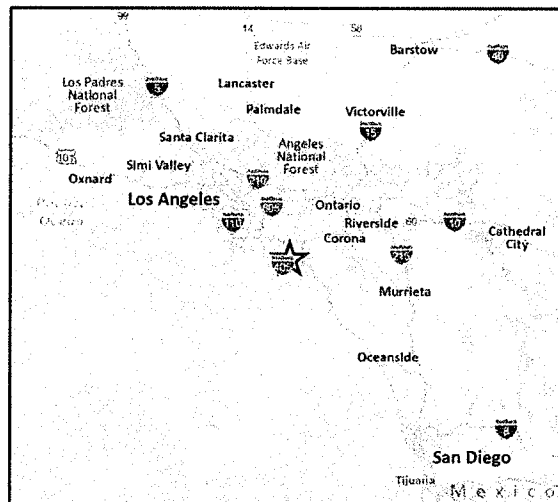 99
14
58
Edwards Air
Force Base
Barstow
40
Los Padres
National
Forest
5
Lancaster
Palmdale
Victorville
15
Santa Clarita
Angeles
National
Forest
101
Simi Valley
Oxnard
210
Los Angeles
605
Ontario
110
Riverside
60
10
Corona
Cathedral
City
Ocean
405
215
Murrieta
Oceanside
8
San Diego
Tijuana
Mexico